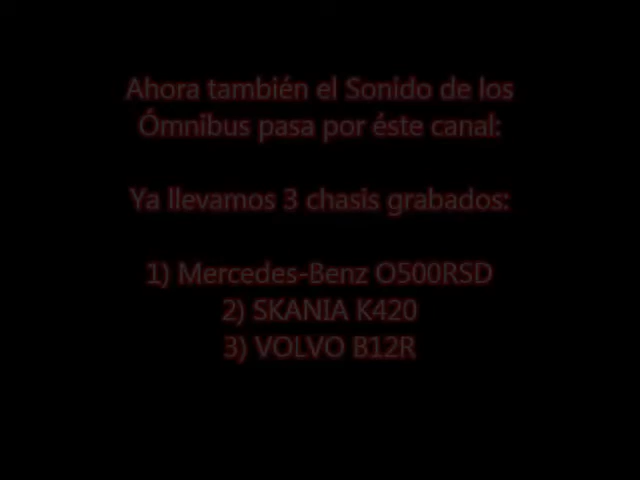 Ahora también el Sonido de los
Ómnibus pasa por éste canal:
Ya llevamos 3 chasis grabados:
1) Mercedes-Benz O500RSD
2) SKANIA K420
3) VOLVO B12R